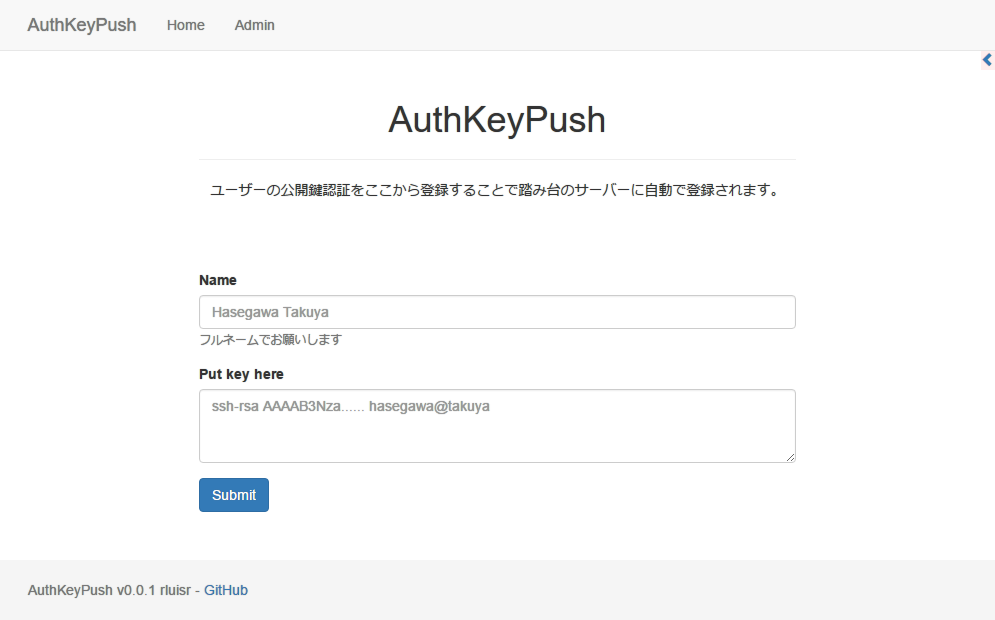 AuthKeyPush Home Admin
AuthKeyPush
ユーザーの公開鍵認証をここから登録することで踏み台のサーバーに自動で登録されます。
Name
Hasegawa Takuya
フルネームでお願いします
Put key here
ssh-rsa AAAAB3Nza...... hasegawa@takuya
Submit
AuthKeyPush v0.0.1 rluisr - GitHub